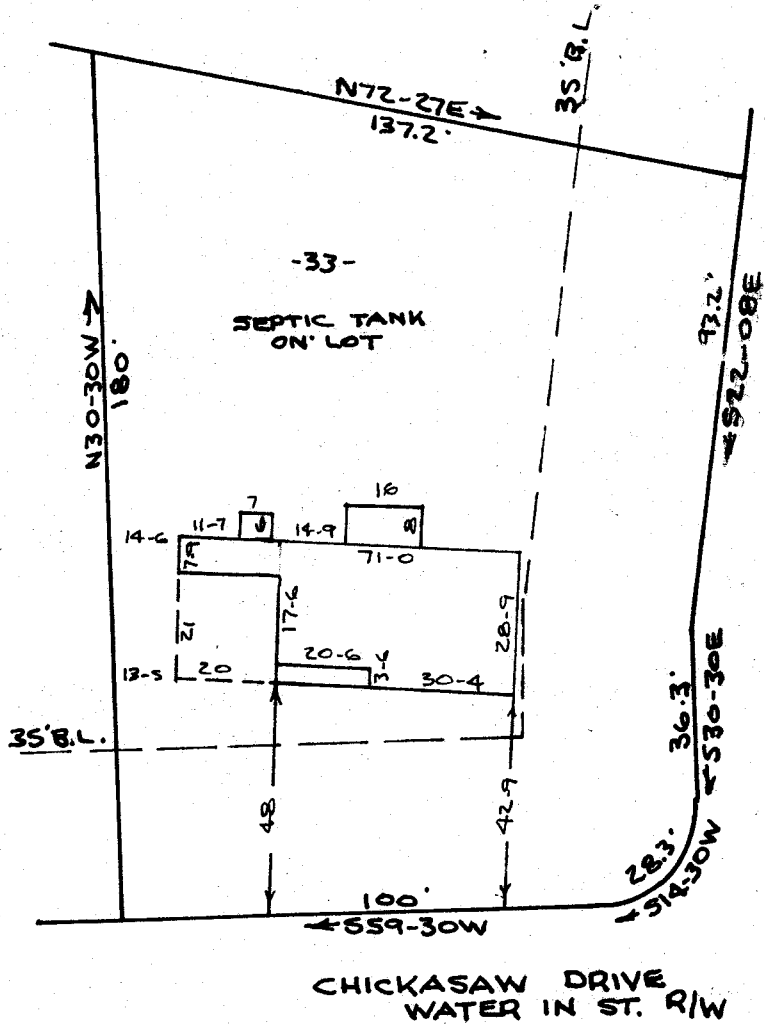 35' B.L.
N72-27E
137.2'
-33-
SEPTIC TANK
ON LOT
N30-30W
180'
93.2'
S22-08E
7
6
16
8
11-7
14-9
14-6
7-9
71-0
17-6
28-9
21
20-6
3-6
13-5
20
30-4
35' B.L.
36.3'
S30-30E
48
42-9
28.3'
S14-30W
100'
S59-30W
CHICKASAW DRIVE
WATER IN ST. R/W